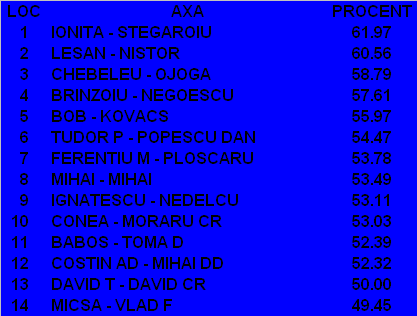 LOC AXA PROCENT
1 IONITA - STEGAROIU 61.97
2 LESAN - NISTOR 60.56
3 CHEBELEU - OJOGA 58.79
4 BRINZOIU - NEGOESCU 57.61
5 BOB - KOVACS 55.97
6 TUDOR P - POPESCU DAN 54.47
7 FERENTIU M - PLOSCARU 53.78
8 MIHAI - MIHAI 53.49
9 IGNATESCU - NEDELCU 53.11
10 CONEA - MORARU CR 53.03
11 BABOS - TOMA D 52.39
12 COSTIN AD - MIHAI DD 52.32
13 DAVID T - DAVID CR 50.00
14 MICSA - VLAD F 49.45